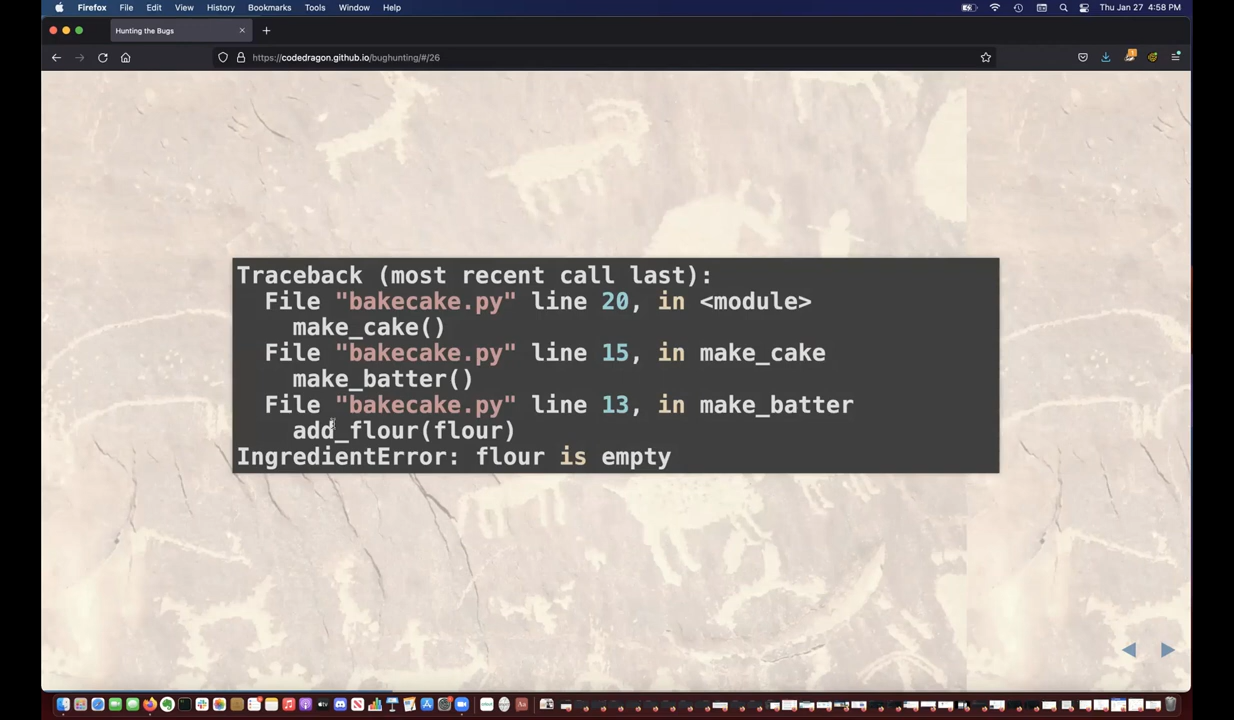 Firefox File Edit View History Bookmarks Tools Window Help Thu Jan 27 4:58 PM
Hunting the Bugs
https://codedragon.github.io/bughunting/#/26
Traceback (most recent call last):
File "bakecake.py" line 20, in <module>
make_cake()
File "bakecake.py" line 15, in make_cake
make_batter()
File "bakecake.py" line 13, in make_batter
add_flour(flour)
IngredientError: flour is empty